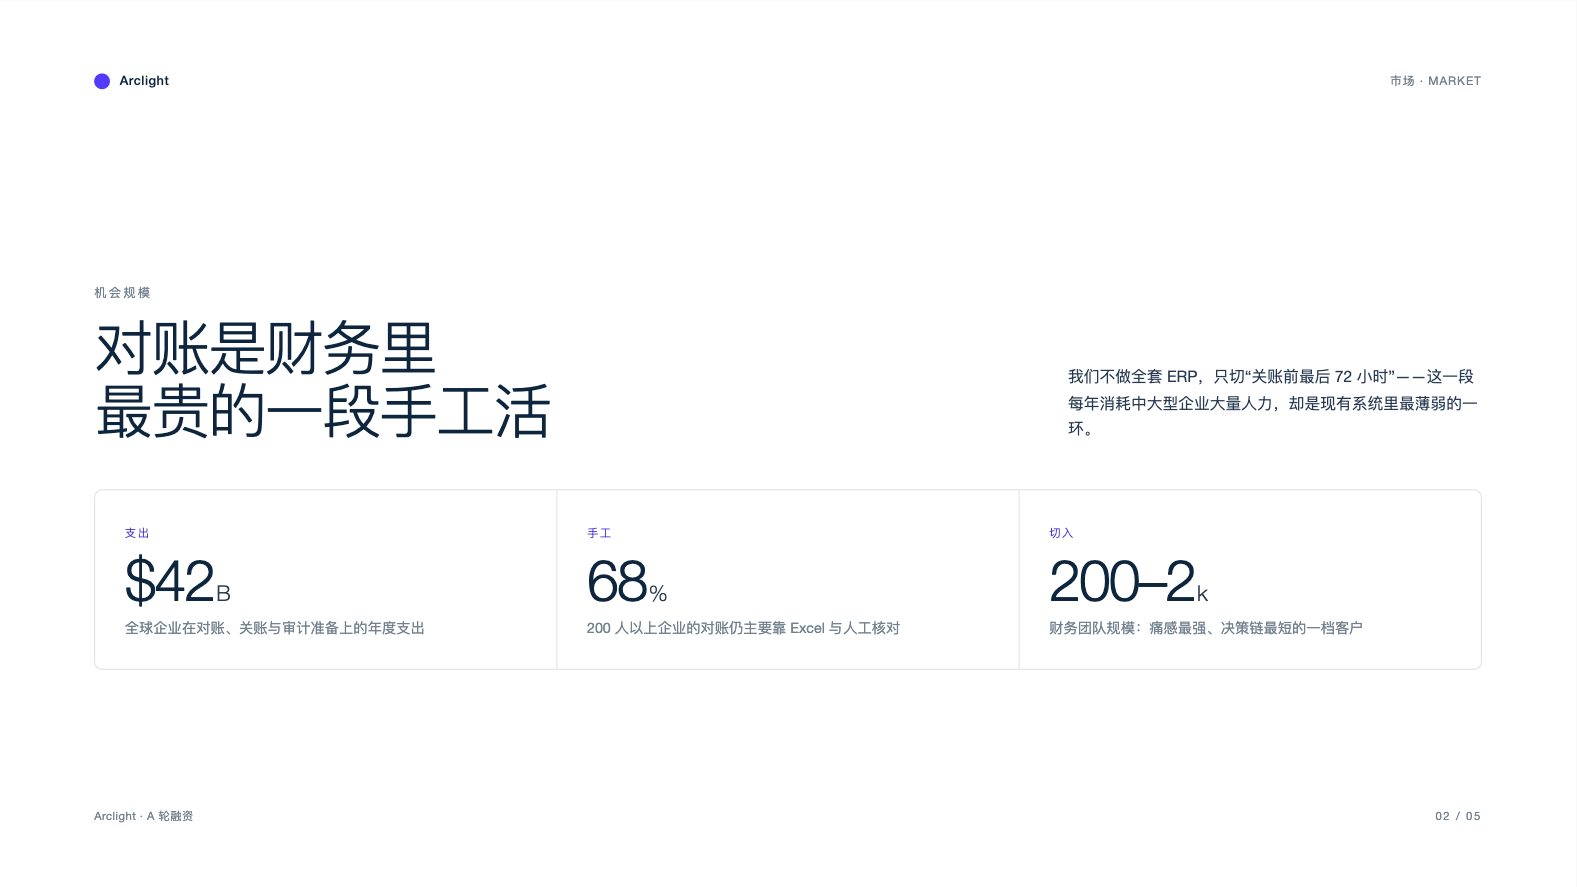 Arclight
市场 · MARKET
机会规模
对账是财务里
最贵的一段手工活
我们不做全套 ERP，只切“关账前最后 72 小时”——这一段
每年消耗中大型企业大量人力，却是现有系统里最薄弱的一
环。
支出
$42B
全球企业在对账、关账与审计准备上的年度支出
手工
68%
200 人以上企业的对账仍主要靠 Excel 与人工核对
切入
200–2k
财务团队规模：痛感最强、决策链最短的一档客户
Arclight · A 轮融资
02 / 05